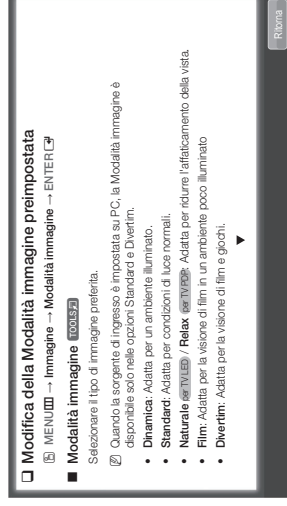 ❑ Modifica della Modalità immagine preimpostata
MENU → Immagine → Modalità immagine → ENTER
■ Modalità immagine TOOLS
Selezionare il tipo di immagine preferita.
Quando la sorgente di ingresso è impostata su PC, la Modalità immagine è
disponibile solo nelle opzioni Standard e Divertim.
• Dinamica: Adatta per un ambiente illuminato.
• Standard: Adatta per condizioni di luce normali.
• Naturale per TV LED / Relax per TV PDP: Adatta per ridurre l'affaticamento della vista.
• Film: Adatta per la visione di film in un ambiente poco illuminato
• Divertim: Adatta per la visione di film e giochi.
▼
Ritorna